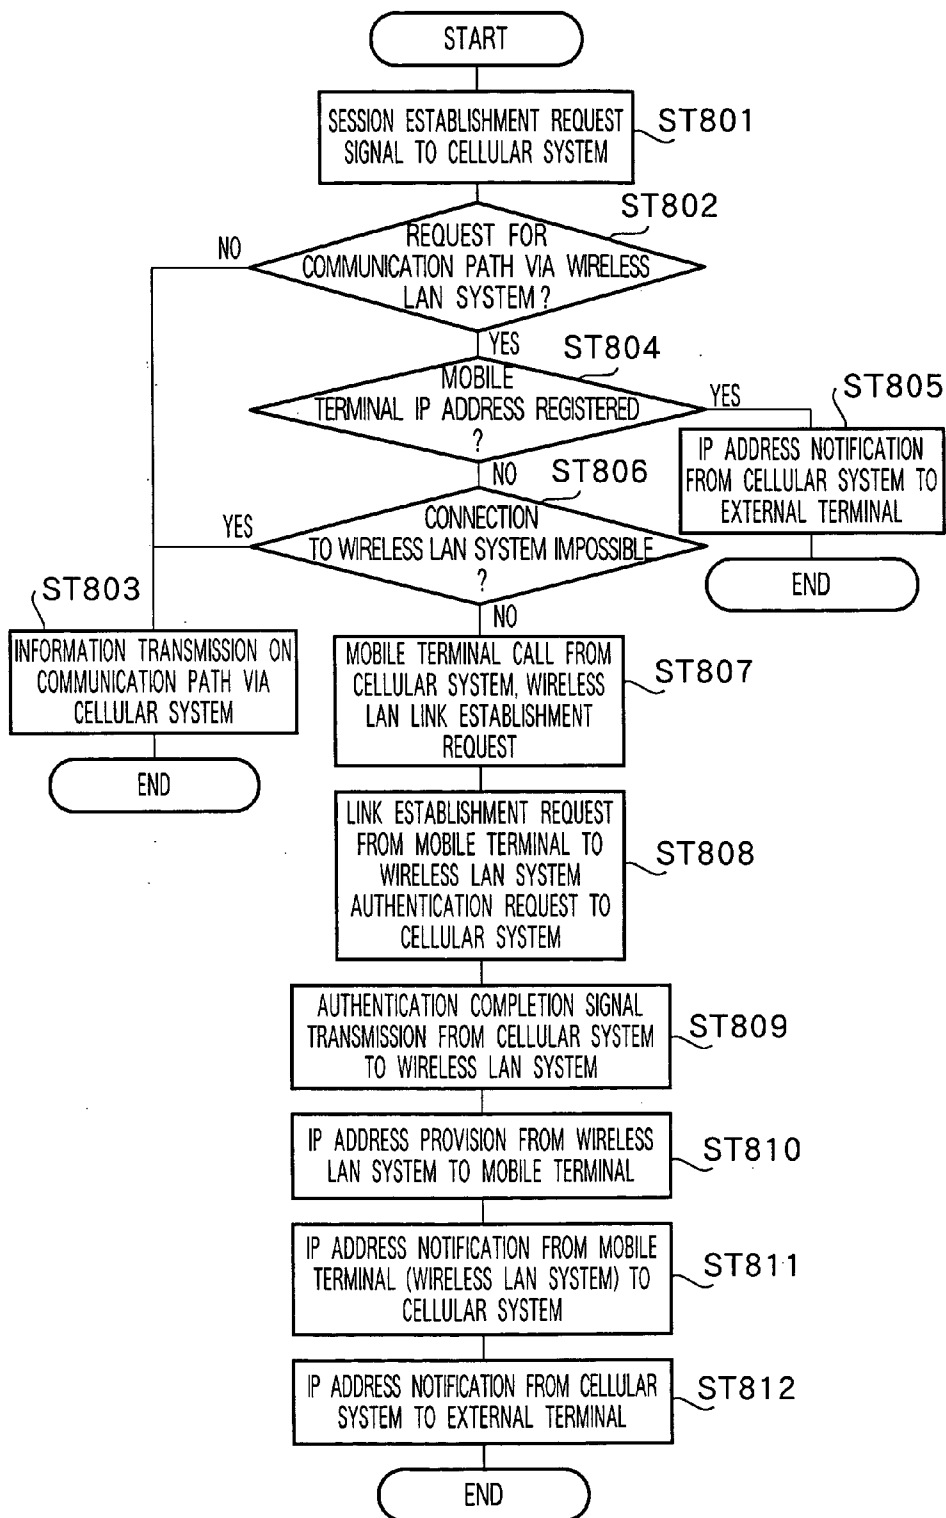 START
SESSION ESTABLISHMENT REQUEST
SIGNAL TO CELLULAR SYSTEM
ST801
ST802
REQUEST FOR
COMMUNICATION PATH VIA WIRELESS
LAN SYSTEM?
NO
YES
ST804
MOBILE
TERMINAL IP ADDRESS REGISTERED
?
YES
ST805
IP ADDRESS NOTIFICATION
FROM CELLULAR SYSTEM TO
EXTERNAL TERMINAL
END
NO
ST806
CONNECTION
TO WIRELESS LAN SYSTEM IMPOSSIBLE
?
YES
NO
ST803
INFORMATION TRANSMISSION ON
COMMUNICATION PATH VIA
CELLULAR SYSTEM
END
MOBILE TERMINAL CALL FROM
CELLULAR SYSTEM, WIRELESS
LAN LINK ESTABLISHMENT
REQUEST
ST807
LINK ESTABLISHMENT REQUEST
FROM MOBILE TERMINAL TO
WIRELESS LAN SYSTEM
AUTHENTICATION REQUEST TO
CELLULAR SYSTEM
ST808
AUTHENTICATION COMPLETION SIGNAL
TRANSMISSION FROM CELLULAR SYSTEM
TO WIRELESS LAN SYSTEM
ST809
IP ADDRESS PROVISION FROM WIRELESS
LAN SYSTEM TO MOBILE TERMINAL
ST810
IP ADDRESS NOTIFICATION FROM MOBILE
TERMINAL (WIRELESS LAN SYSTEM) TO
CELLULAR SYSTEM
ST811
IP ADDRESS NOTIFICATION FROM CELLULAR
SYSTEM TO EXTERNAL TERMINAL
ST812
END